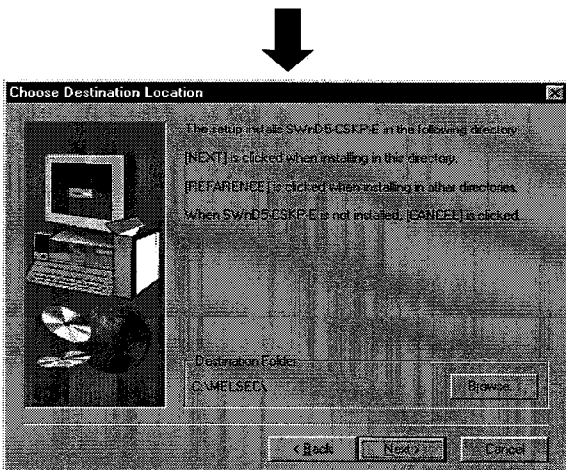 Choose Destination Location
The setup installs SWnD5-CSKP-E in the following directory.
[NEXT] is clicked when installing in this directory.
[REFARENCE] is clicked when installing in other directories.
When SWnD5-CSKP-E is not installed, [CANCEL] is clicked.
Destination Folder
C:\MELSEC\
Browse...
< Back
Next >
Cancel